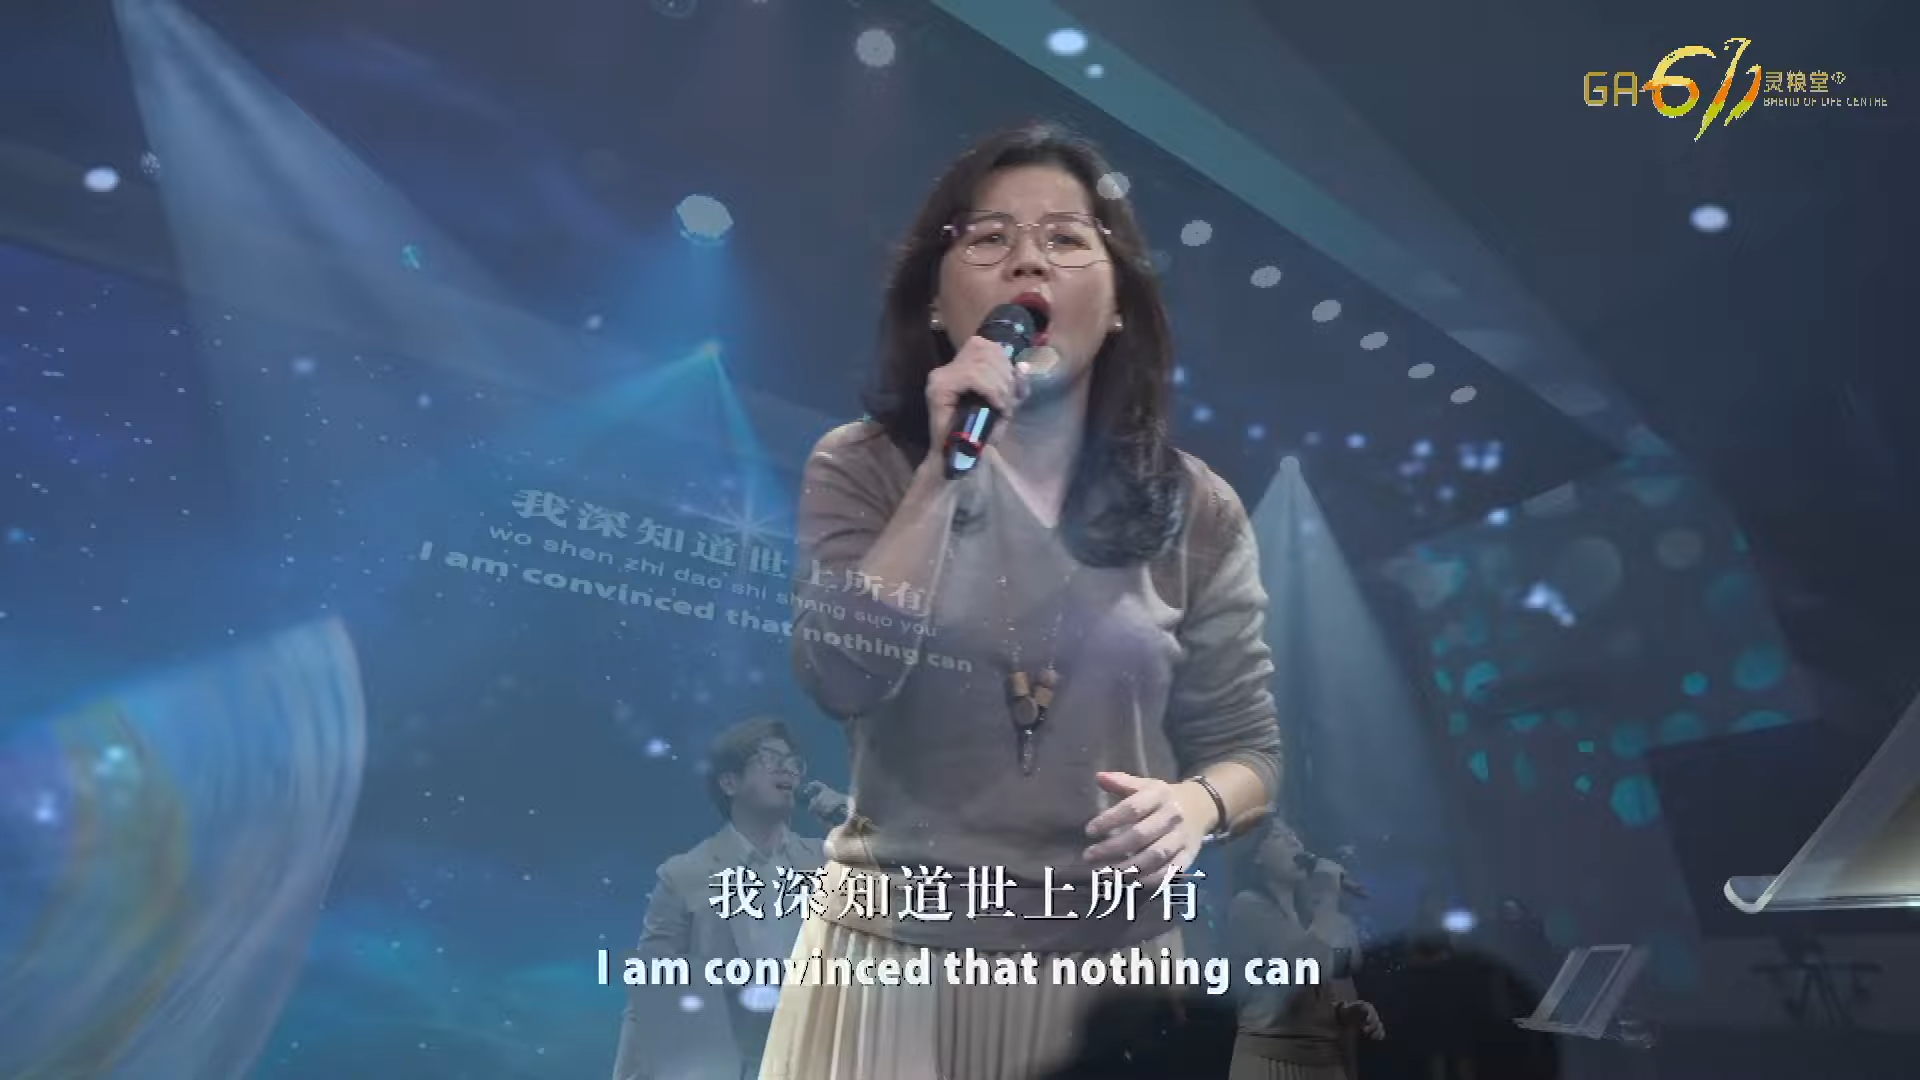 GA 611 灵粮堂
BREAD OF LIFE CENTRE
我深知道世上所有
wo shen zhi dao shi shang suo you
I am convinced that nothing can
我深知道世上所有
I am convinced that nothing can